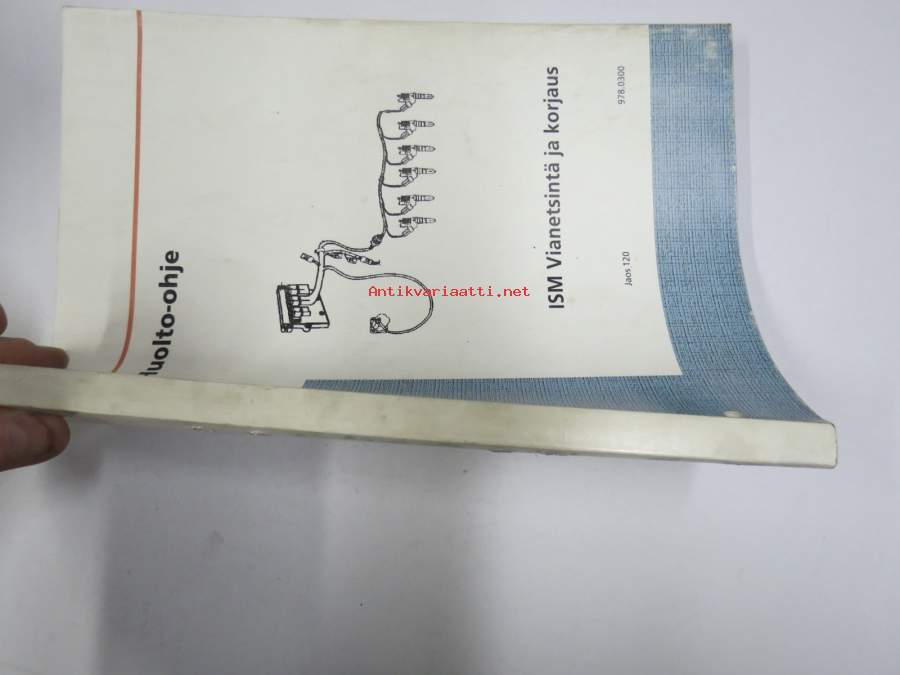 Huolto-ohje
Antikvariaatti.net
ISM Vianetsintä ja korjaus
Jaos 120
978.0300